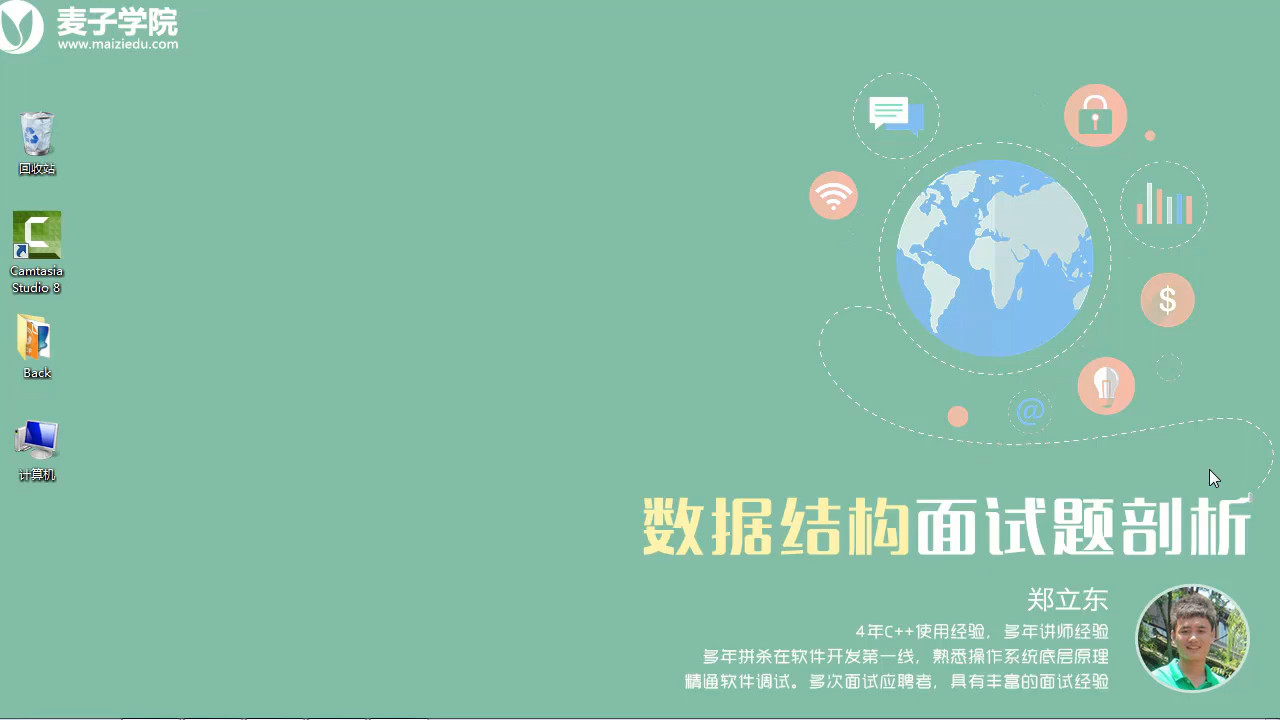 麦子学院
www.maiziedu.com
回收站
Camtasia
Studio 8
Back
计算机
@
$
数据结构面试题剖析
郑立东
4年C++使用经验，多年讲师经验
多年拼杀在软件开发第一线，熟悉操作系统底层原理
精通软件调试。多次面试应聘者，具有丰富的面试经验